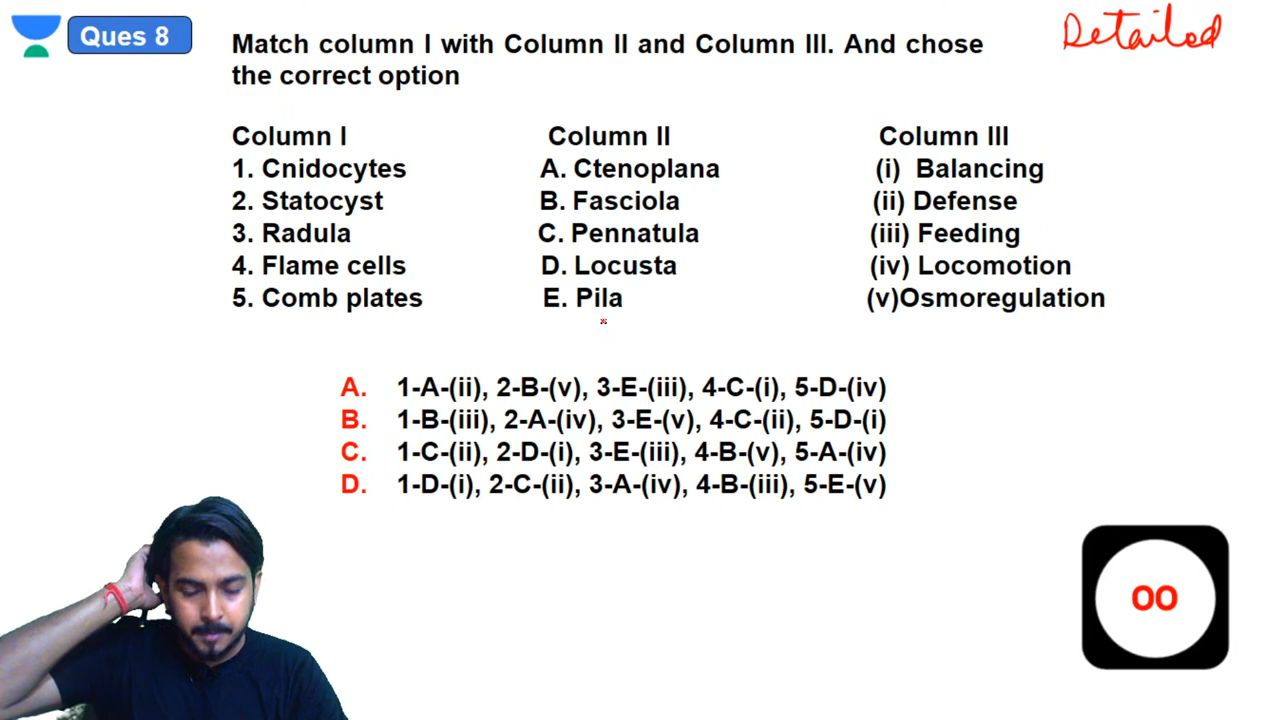 Ques 8
Detailed
Match column I with Column II and Column III. And chose
the correct option
Column I Column II Column III
1. Cnidocytes A. Ctenoplana (i) Balancing
2. Statocyst B. Fasciola (ii) Defense
3. Radula C. Pennatula (iii) Feeding
4. Flame cells D. Locusta (iv) Locomotion
5. Comb plates E. Pila (v)Osmoregulation
A. 1-A-(ii), 2-B-(v), 3-E-(iii), 4-C-(i), 5-D-(iv)
B. 1-B-(iii), 2-A-(iv), 3-E-(v), 4-C-(ii), 5-D-(i)
C. 1-C-(ii), 2-D-(i), 3-E-(iii), 4-B-(v), 5-A-(iv)
D. 1-D-(i), 2-C-(ii), 3-A-(iv), 4-B-(iii), 5-E-(v)
00